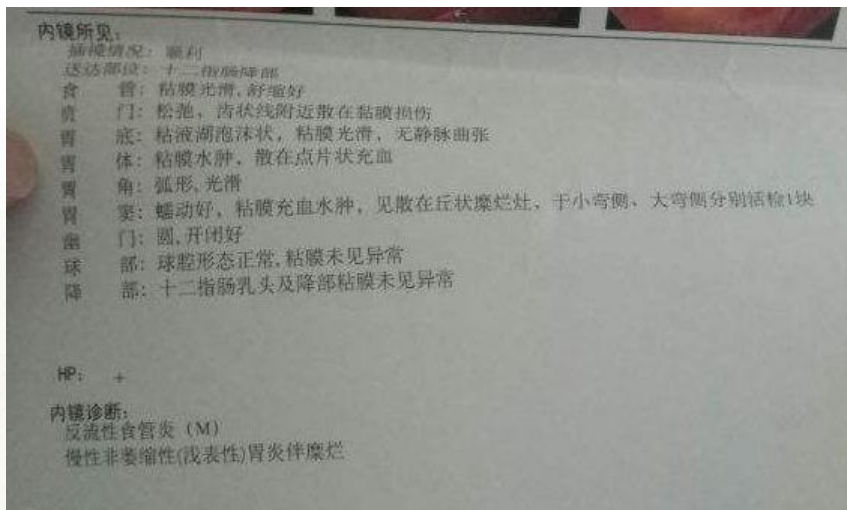 内镜所见：
插镜情况：顺利
送达部位：十二指肠降部
食　管：粘膜光滑,舒缩好
贲　门：松弛，齿状线附近散在黏膜损伤
胃　底：粘液湖泡沫状，粘膜光滑，无静脉曲张
胃　体：粘膜水肿，散在点片状充血
胃　角：弧形,光滑
胃　窦：蠕动好，粘膜充血水肿，见散在丘状糜烂灶、于小弯侧、大弯侧分别活检1块
幽　门：圆,开闭好
球　部：球腔形态正常,粘膜未见异常
降　部：十二指肠乳头及降部粘膜未见异常
HP：　+
内镜诊断：
反流性食管炎（M）
慢性非萎缩性(浅表性)胃炎伴糜烂